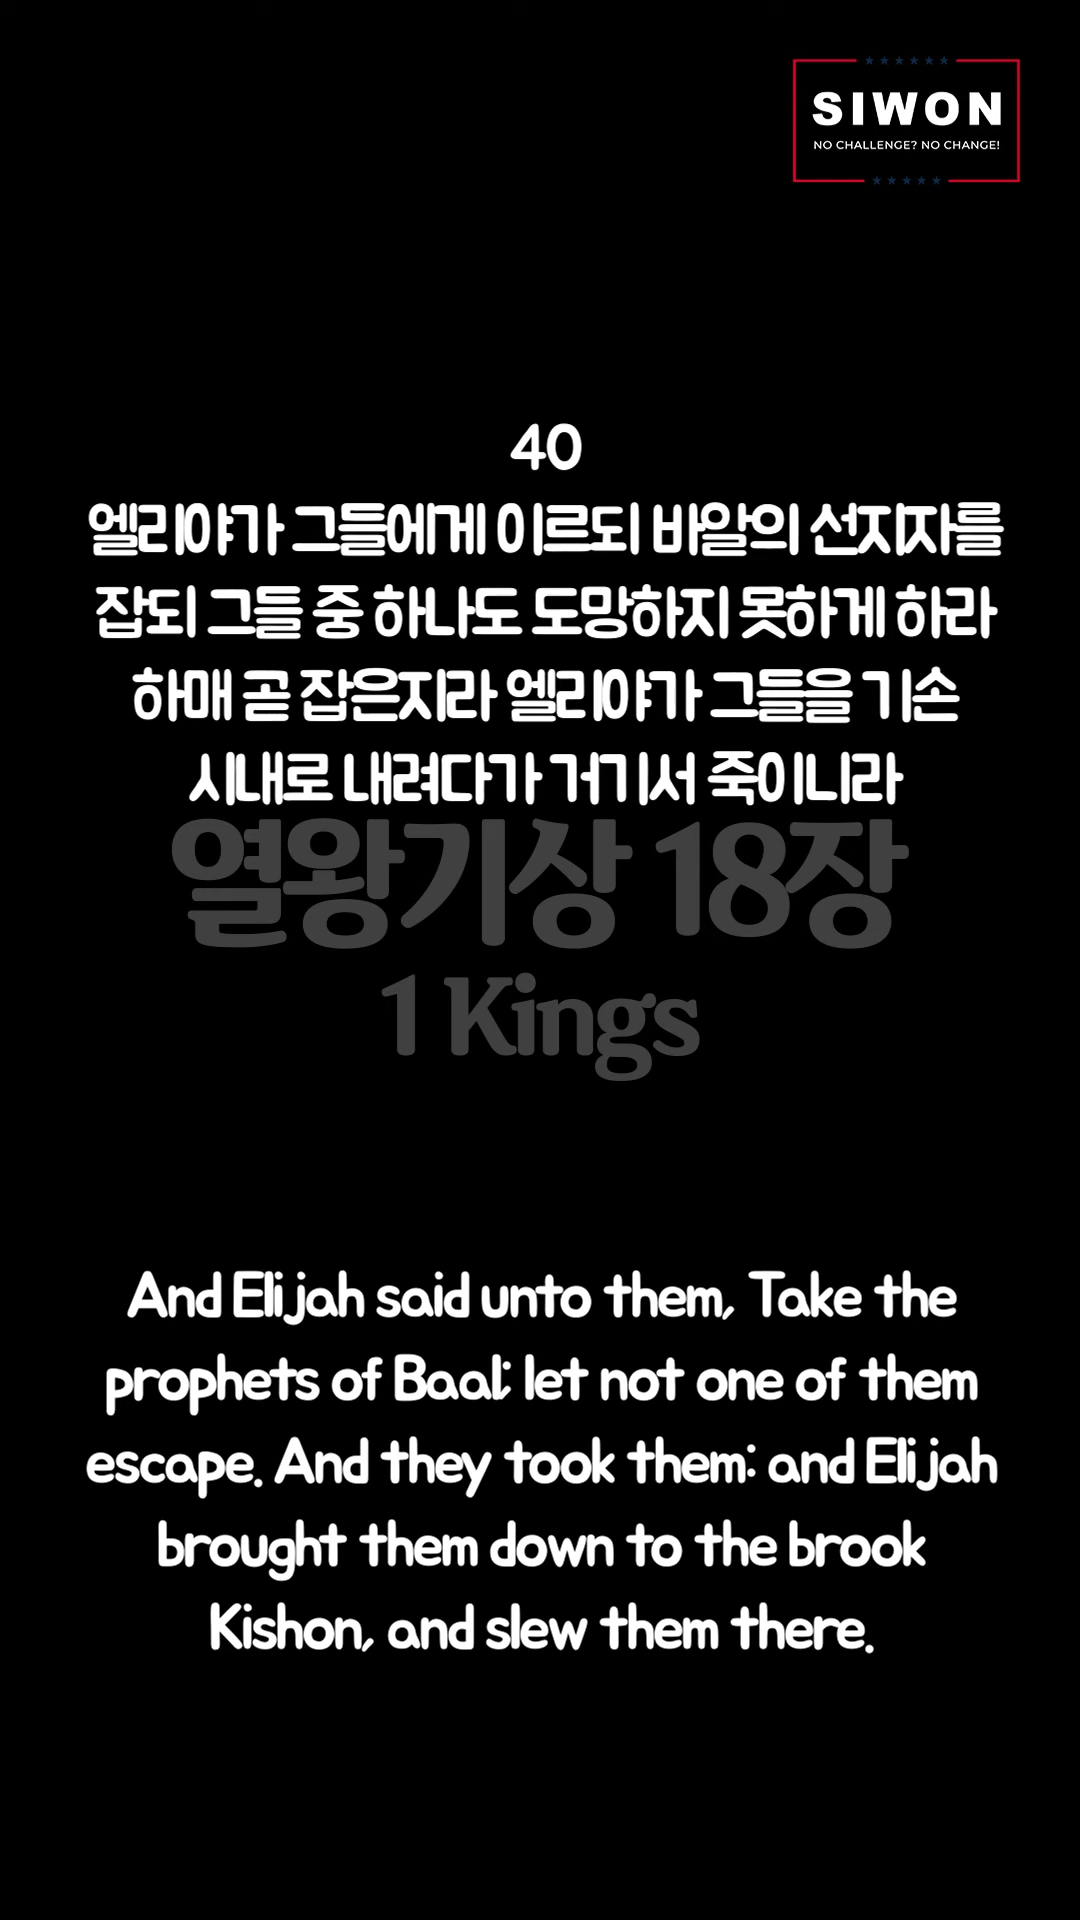 SIWON
NO CHALLENGE? NO CHANGE!
40
엘리야가 그들에게 이르되 바알의 선지자를
잡되 그들 중 하나도 도망하지 못하게 하라
하매 곧 잡은지라 엘리야가 그들을 기손
시내로 내려다가 거기서 죽이니라
열왕기상 18장
1 Kings
And Elijah said unto them, Take the
prophets of Baal; let not one of them
escape. And they took them: and Elijah
brought them down to the brook
Kishon, and slew them there.